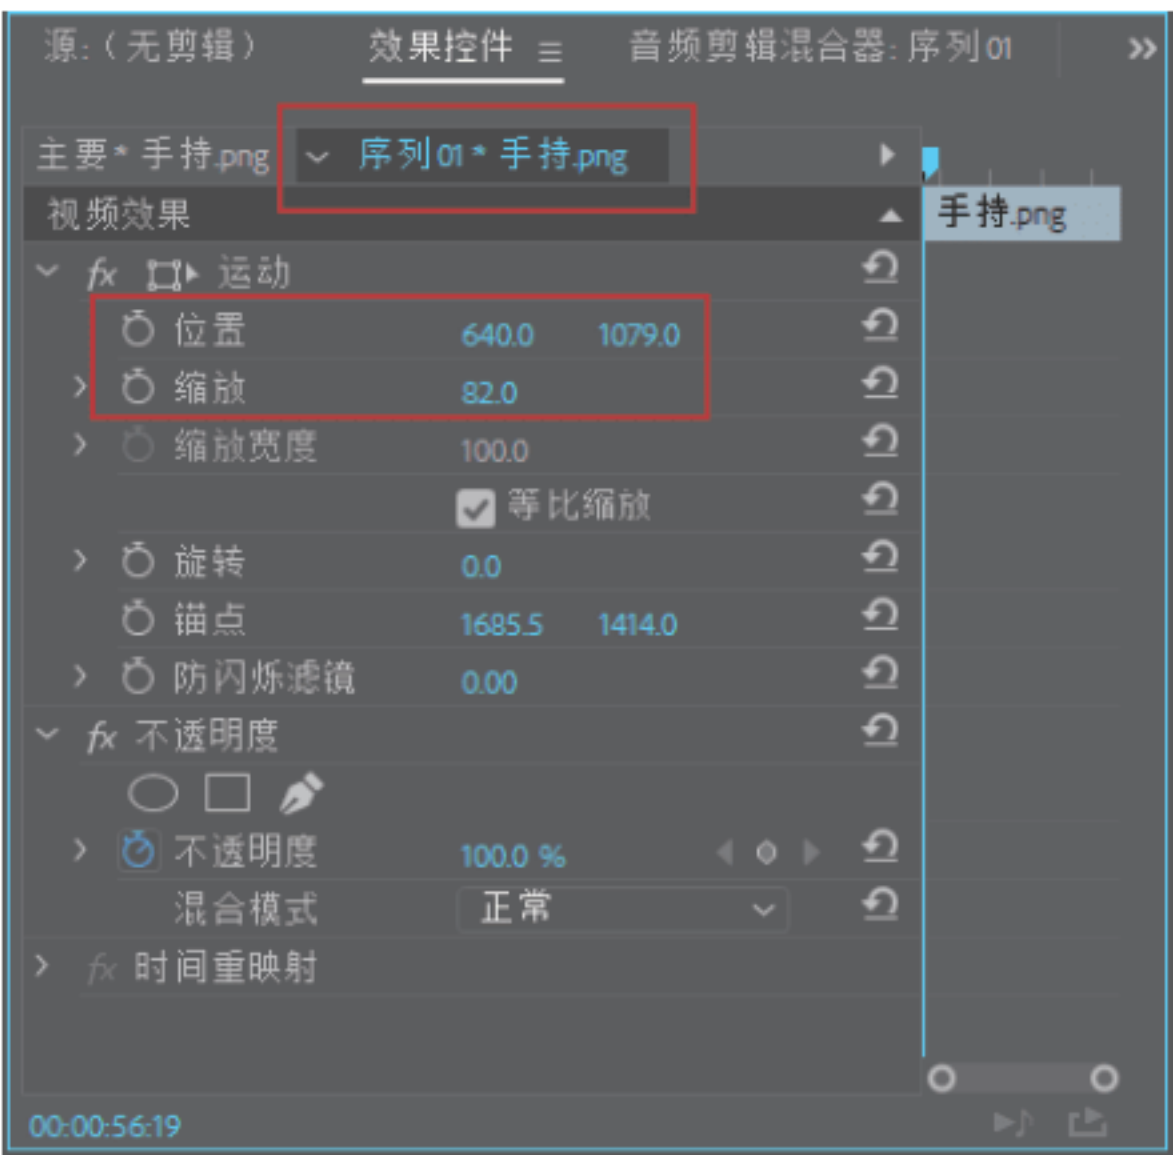 源:（无剪辑） 效果控件 音频剪辑混合器: 序列 01
主要* 手持.png 序列 01 * 手持.png
视频效果 手持.png
fx 运动
位置 640.0 1079.0
缩放 82.0
缩放宽度 100.0
等比缩放
旋转 0.0
锚点 1685.5 1414.0
防闪烁滤镜 0.00
fx 不透明度
不透明度 100.0 %
混合模式 正常
fx 时间重映射
00:00:56:19